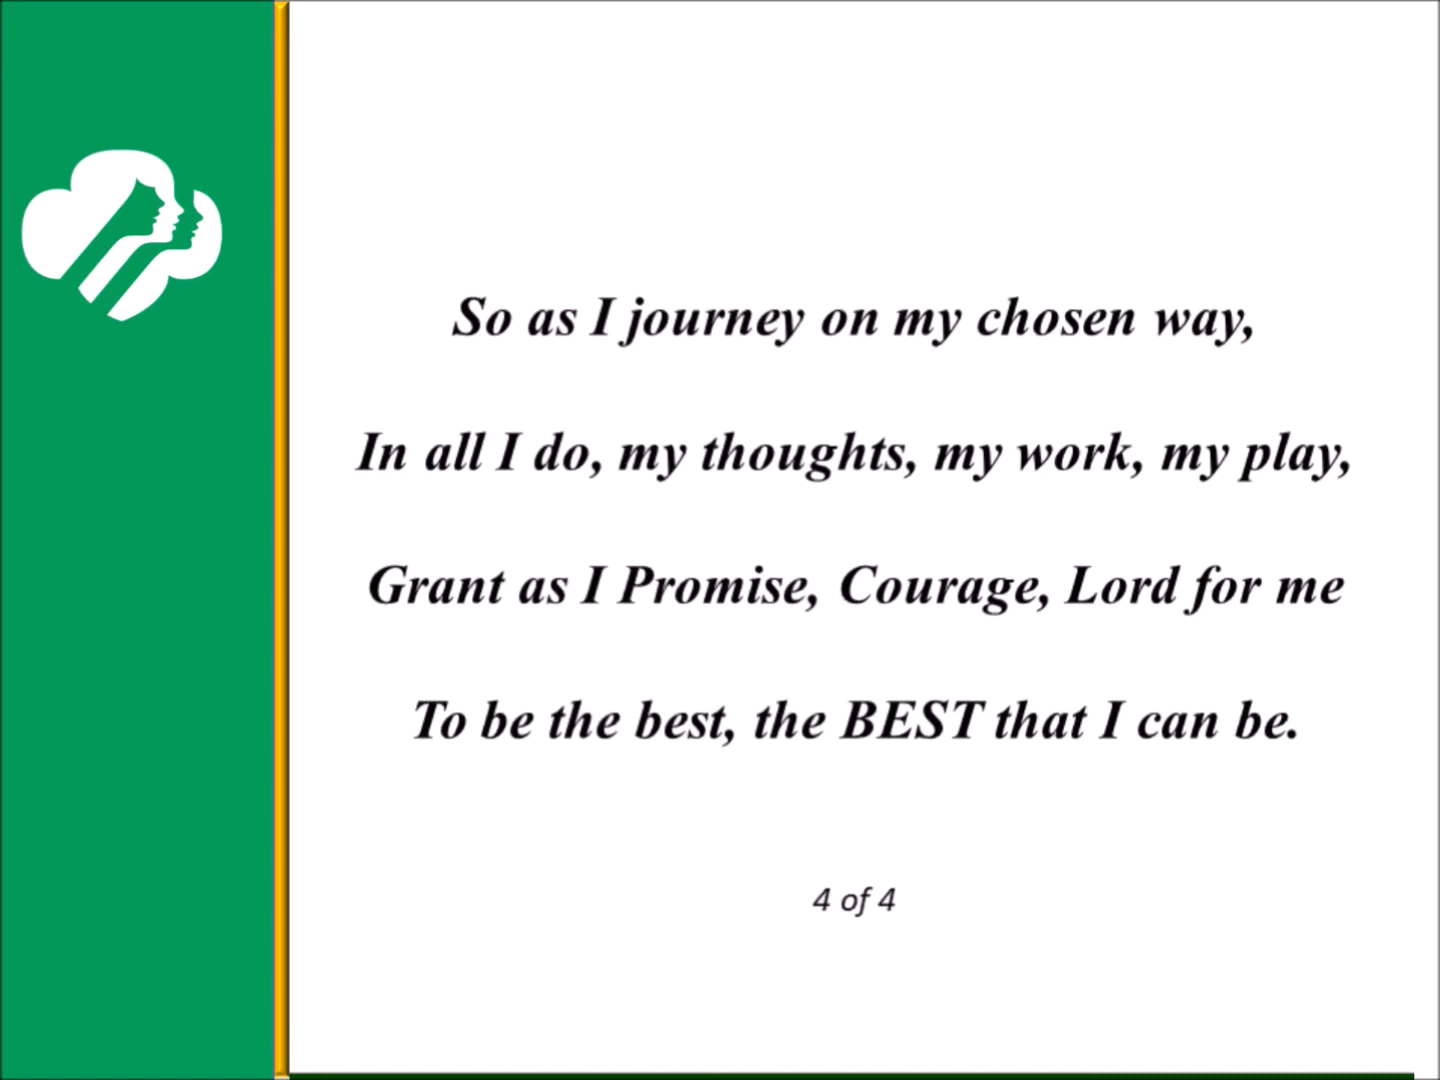 So as I journey on my chosen way,
In all I do, my thoughts, my work, my play,
Grant as I Promise, Courage, Lord for me
To be the best, the BEST that I can be.
4 of 4